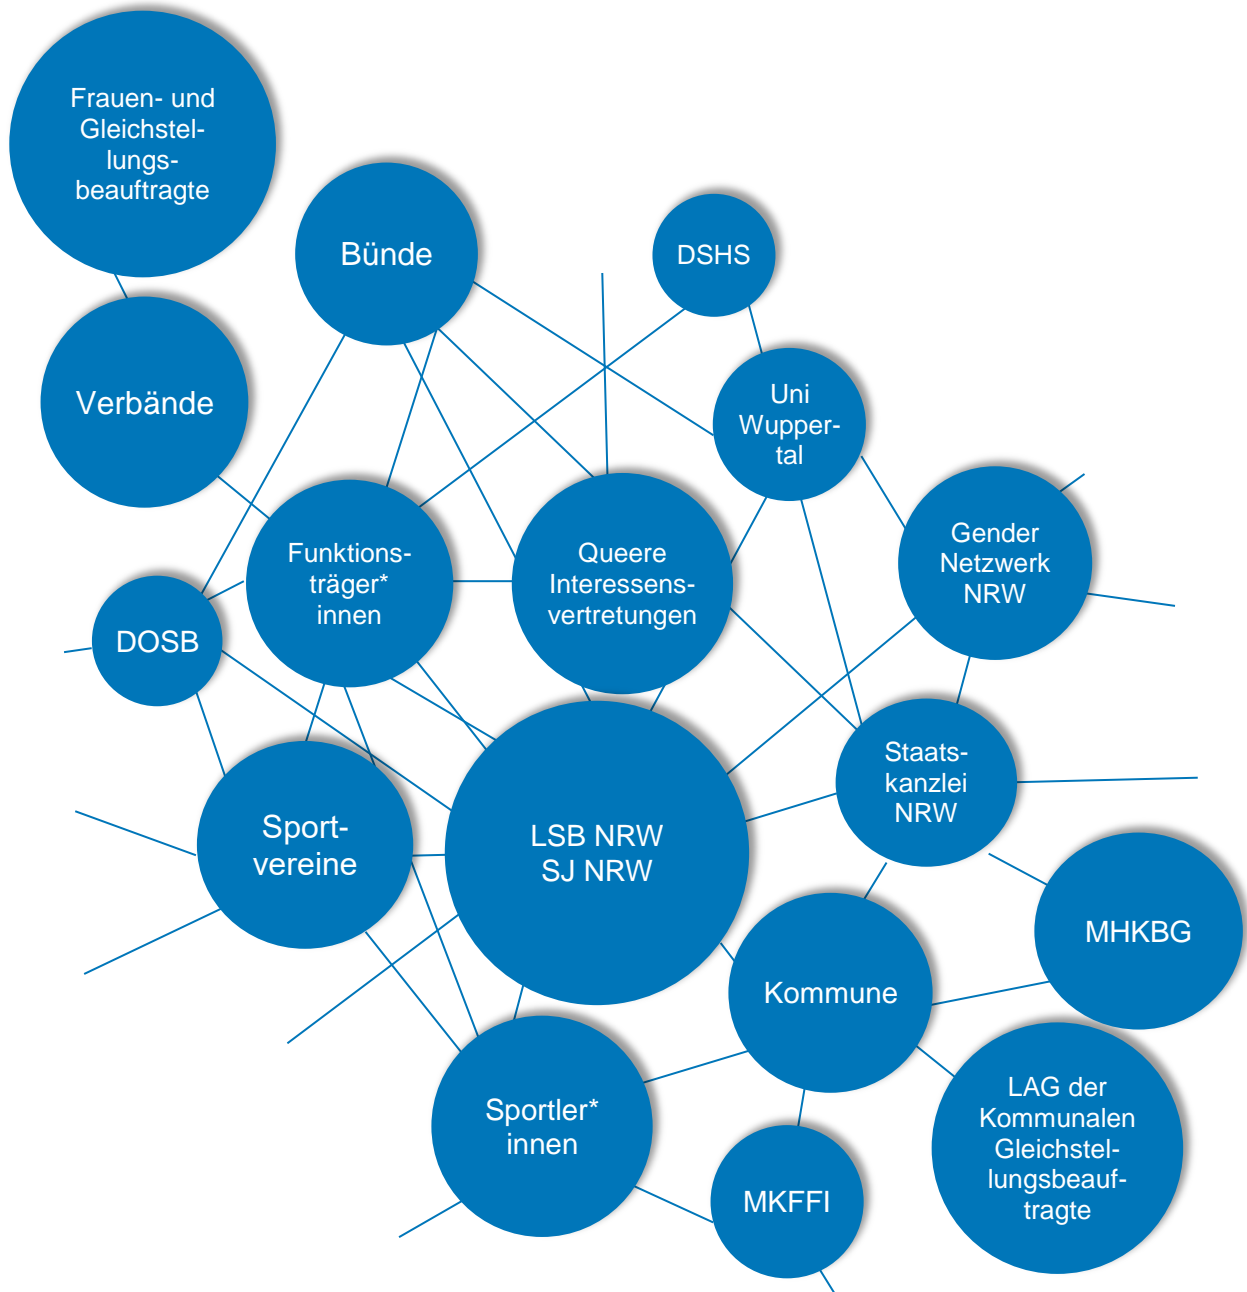 Frauen- und
Gleichstel-
lungs-
beauftragte
Bünde
DSHS
Verbände
Uni
Wupper-
tal
Funktions-
träger*
innen
Queere
Interessens-
vertretungen
Gender
Netzwerk
NRW
DOSB
Staats-
kanzlei
NRW
Sport-
vereine
LSB NRW
SJ NRW
MHKBG
Kommune
Sportler*
innen
LAG der
Kommunalen
Gleichstel-
lungsbeauf-
tragte
MKFFI